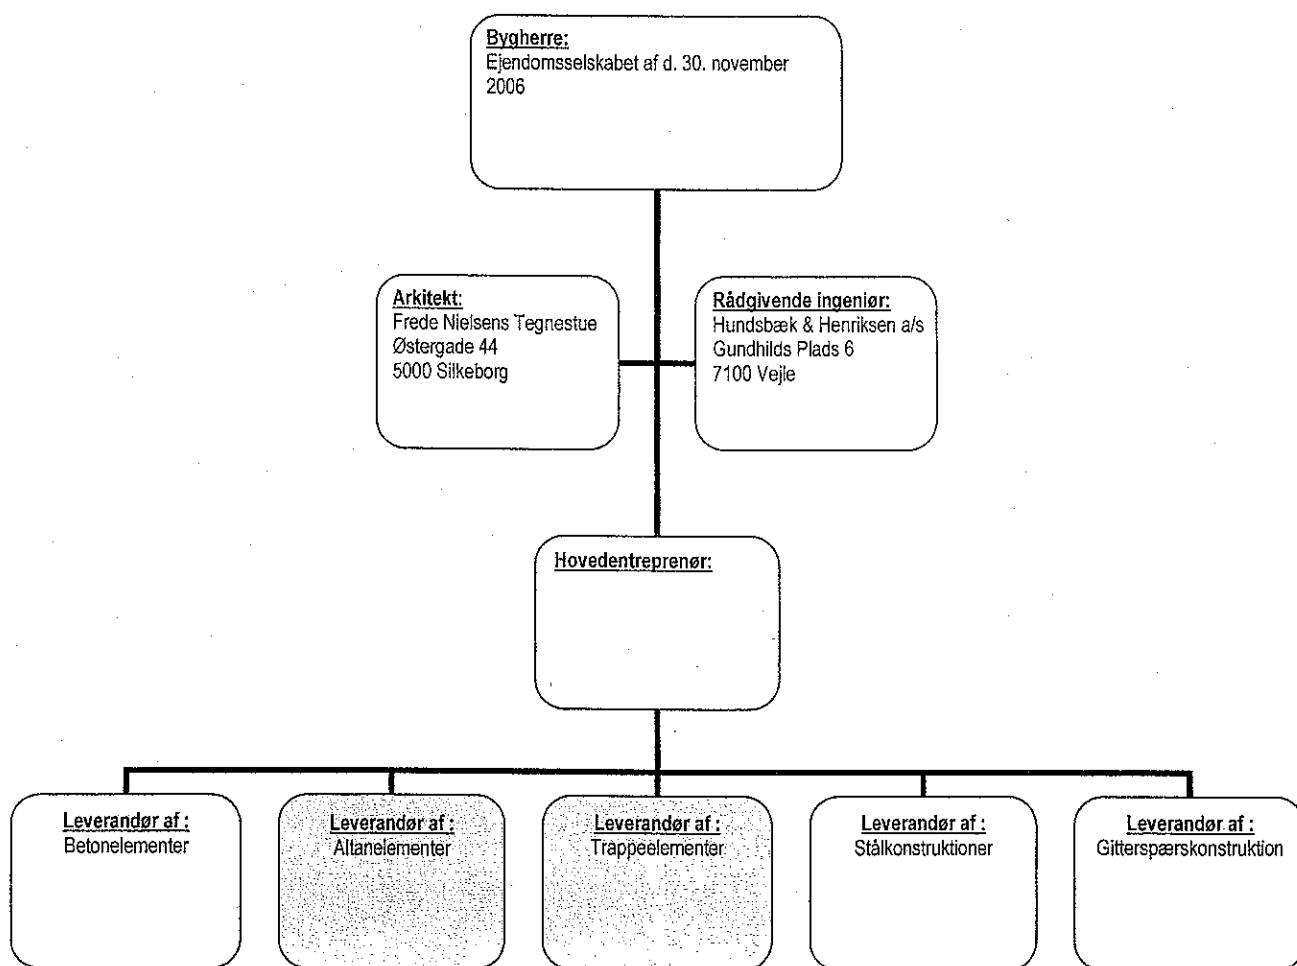 Bygherre:
Ejendomsselskabet af d. 30. november
2006
Arkitekt:
Frede Nielsens Tegnestue
Østergade 44
5000 Silkeborg
Rådgivende ingeniør:
Hundsbæk & Henriksen a/s
Gundhilds Plads 6
7100 Vejle
Hovedentreprenør:
Leverandør af :
Betonelementer
Leverandør af :
Altanelementer
Leverandør af :
Trappeelementer
Leverandør af :
Stålkonstruktioner
Leverandør af :
Gitterspærskonstruktion